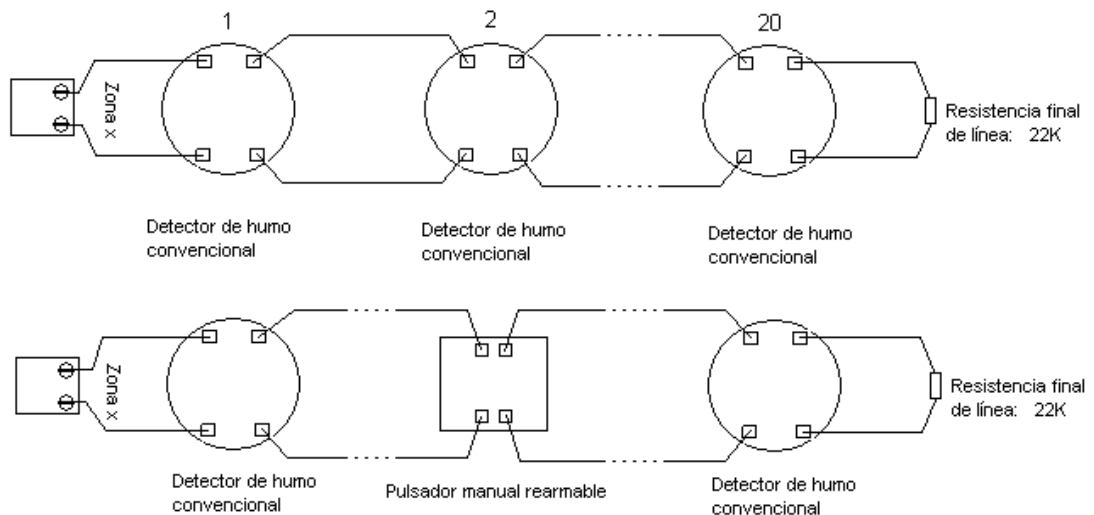 1
2
20
Zona x
Resistencia final
de línea: 22K
Detector de humo
convencional
Detector de humo
convencional
Detector de humo
convencional
Zona x
Resistencia final
de línea: 22K
Detector de humo
convencional
Pulsador manual rearmable
Detector de humo
convencional